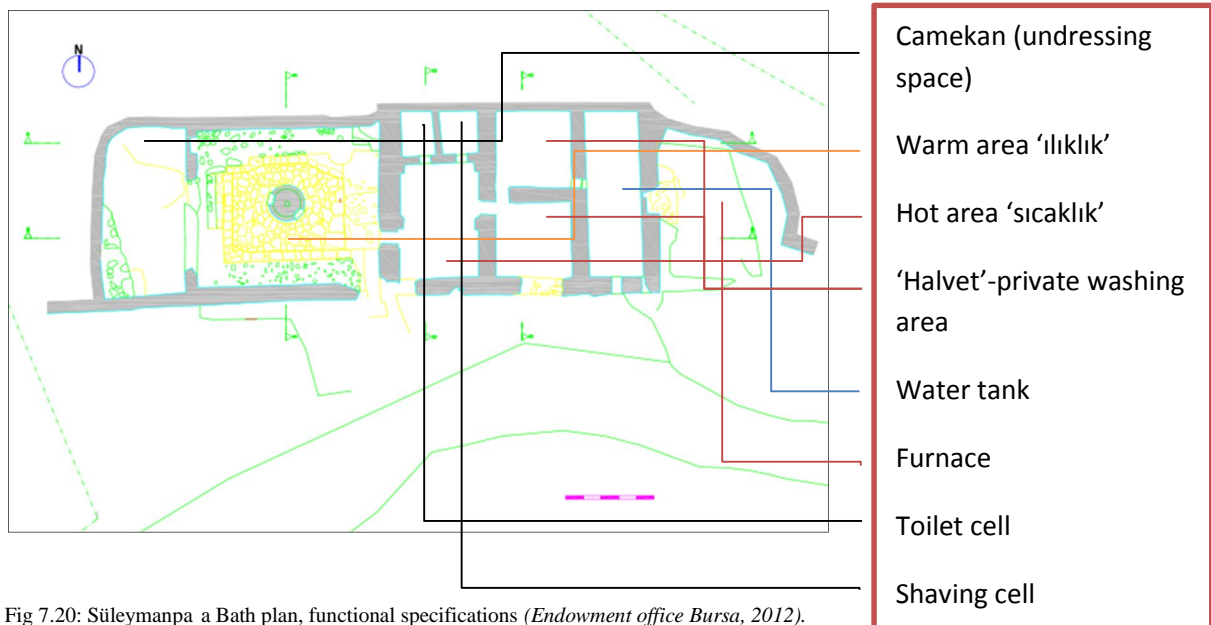 N
Camekan (undressing
space)
Warm area ‘ılıklık’
Hot area ‘sıcaklık’
‘Halvet’-private washing
area
Water tank
Furnace
Toilet cell
Shaving cell
Fig 7.20: Süleymanpa a Bath plan, functional specifications (Endowment office Bursa, 2012).